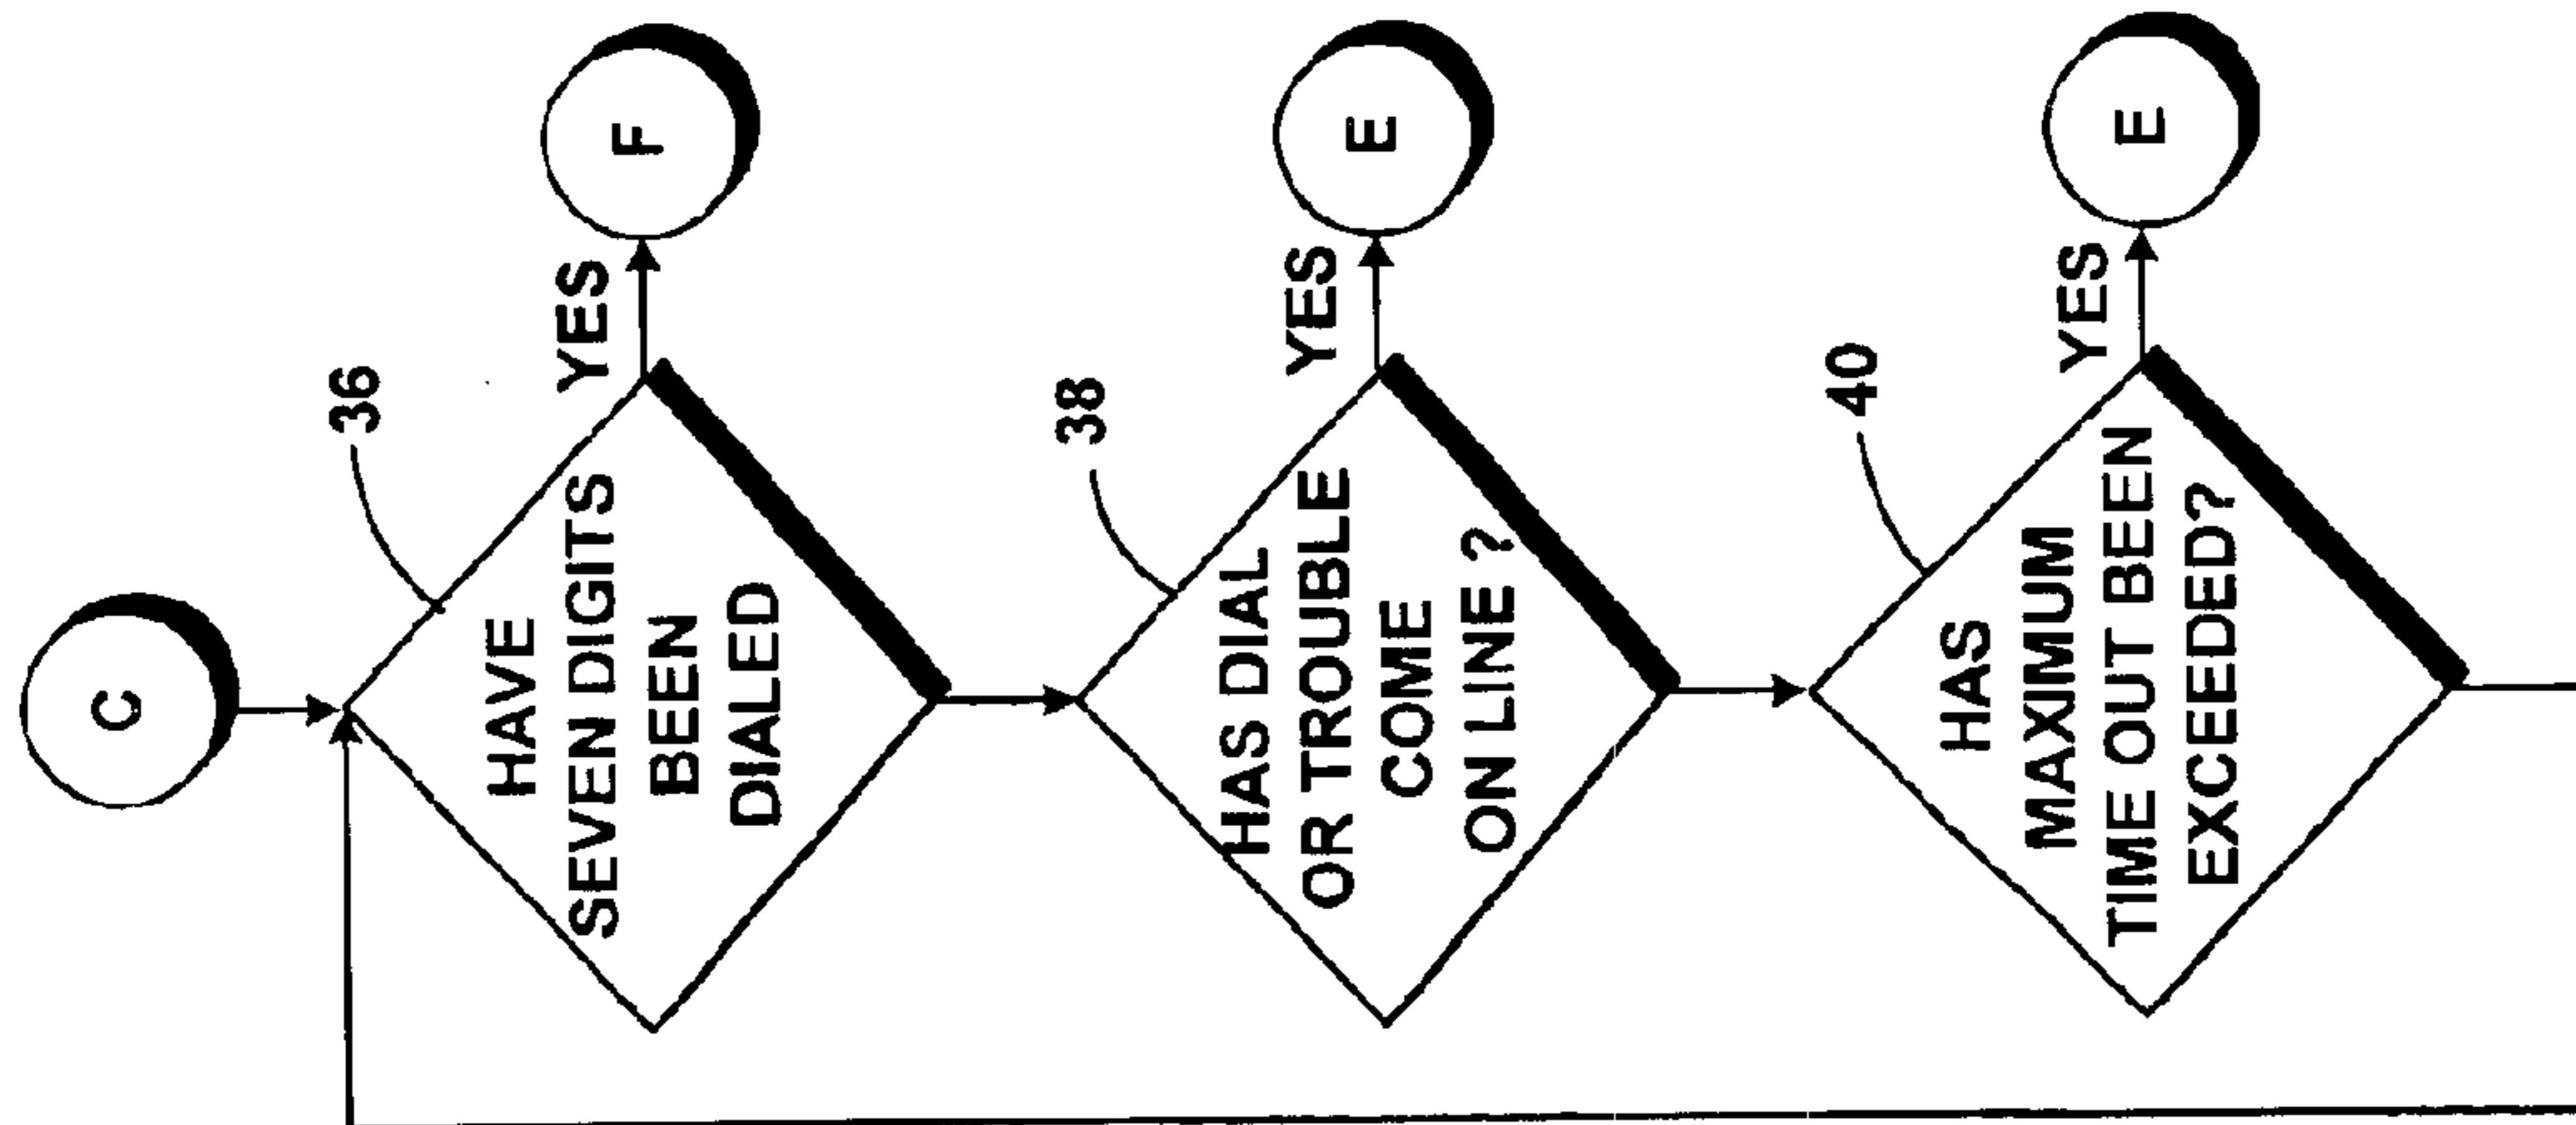 C
36
HAVE
SEVEN DIGITS
BEEN
DIALED
YES
F
38
HAS DIAL
OR TROUBLE
COME
ON LINE ?
YES
E
40
HAS
MAXIMUM
TIME OUT BEEN
EXCEEDED?
YES
E